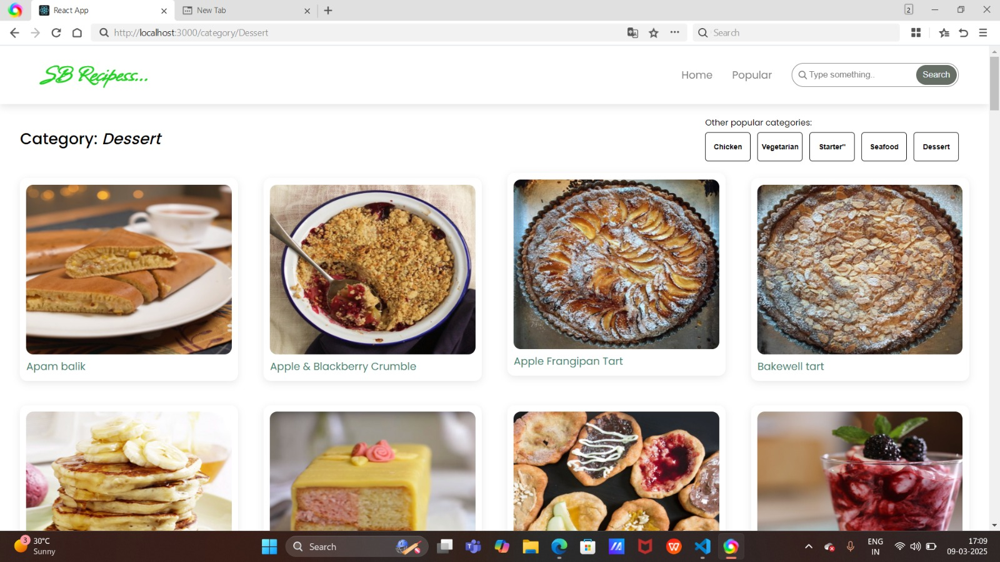 React App
New Tab
2
http://localhost:3000/category/Dessert
Search
SB Recipess...
Home
Popular
Type something..
Search
Category: Dessert
Other popular categories:
Chicken
Vegetarian
Starter"
Seafood
Dessert
Apam balik
Apple & Blackberry Crumble
Apple Frangipan Tart
Bakewell tart
3
30°C
Sunny
Search
ENG
IN
17:09
09-03-2025